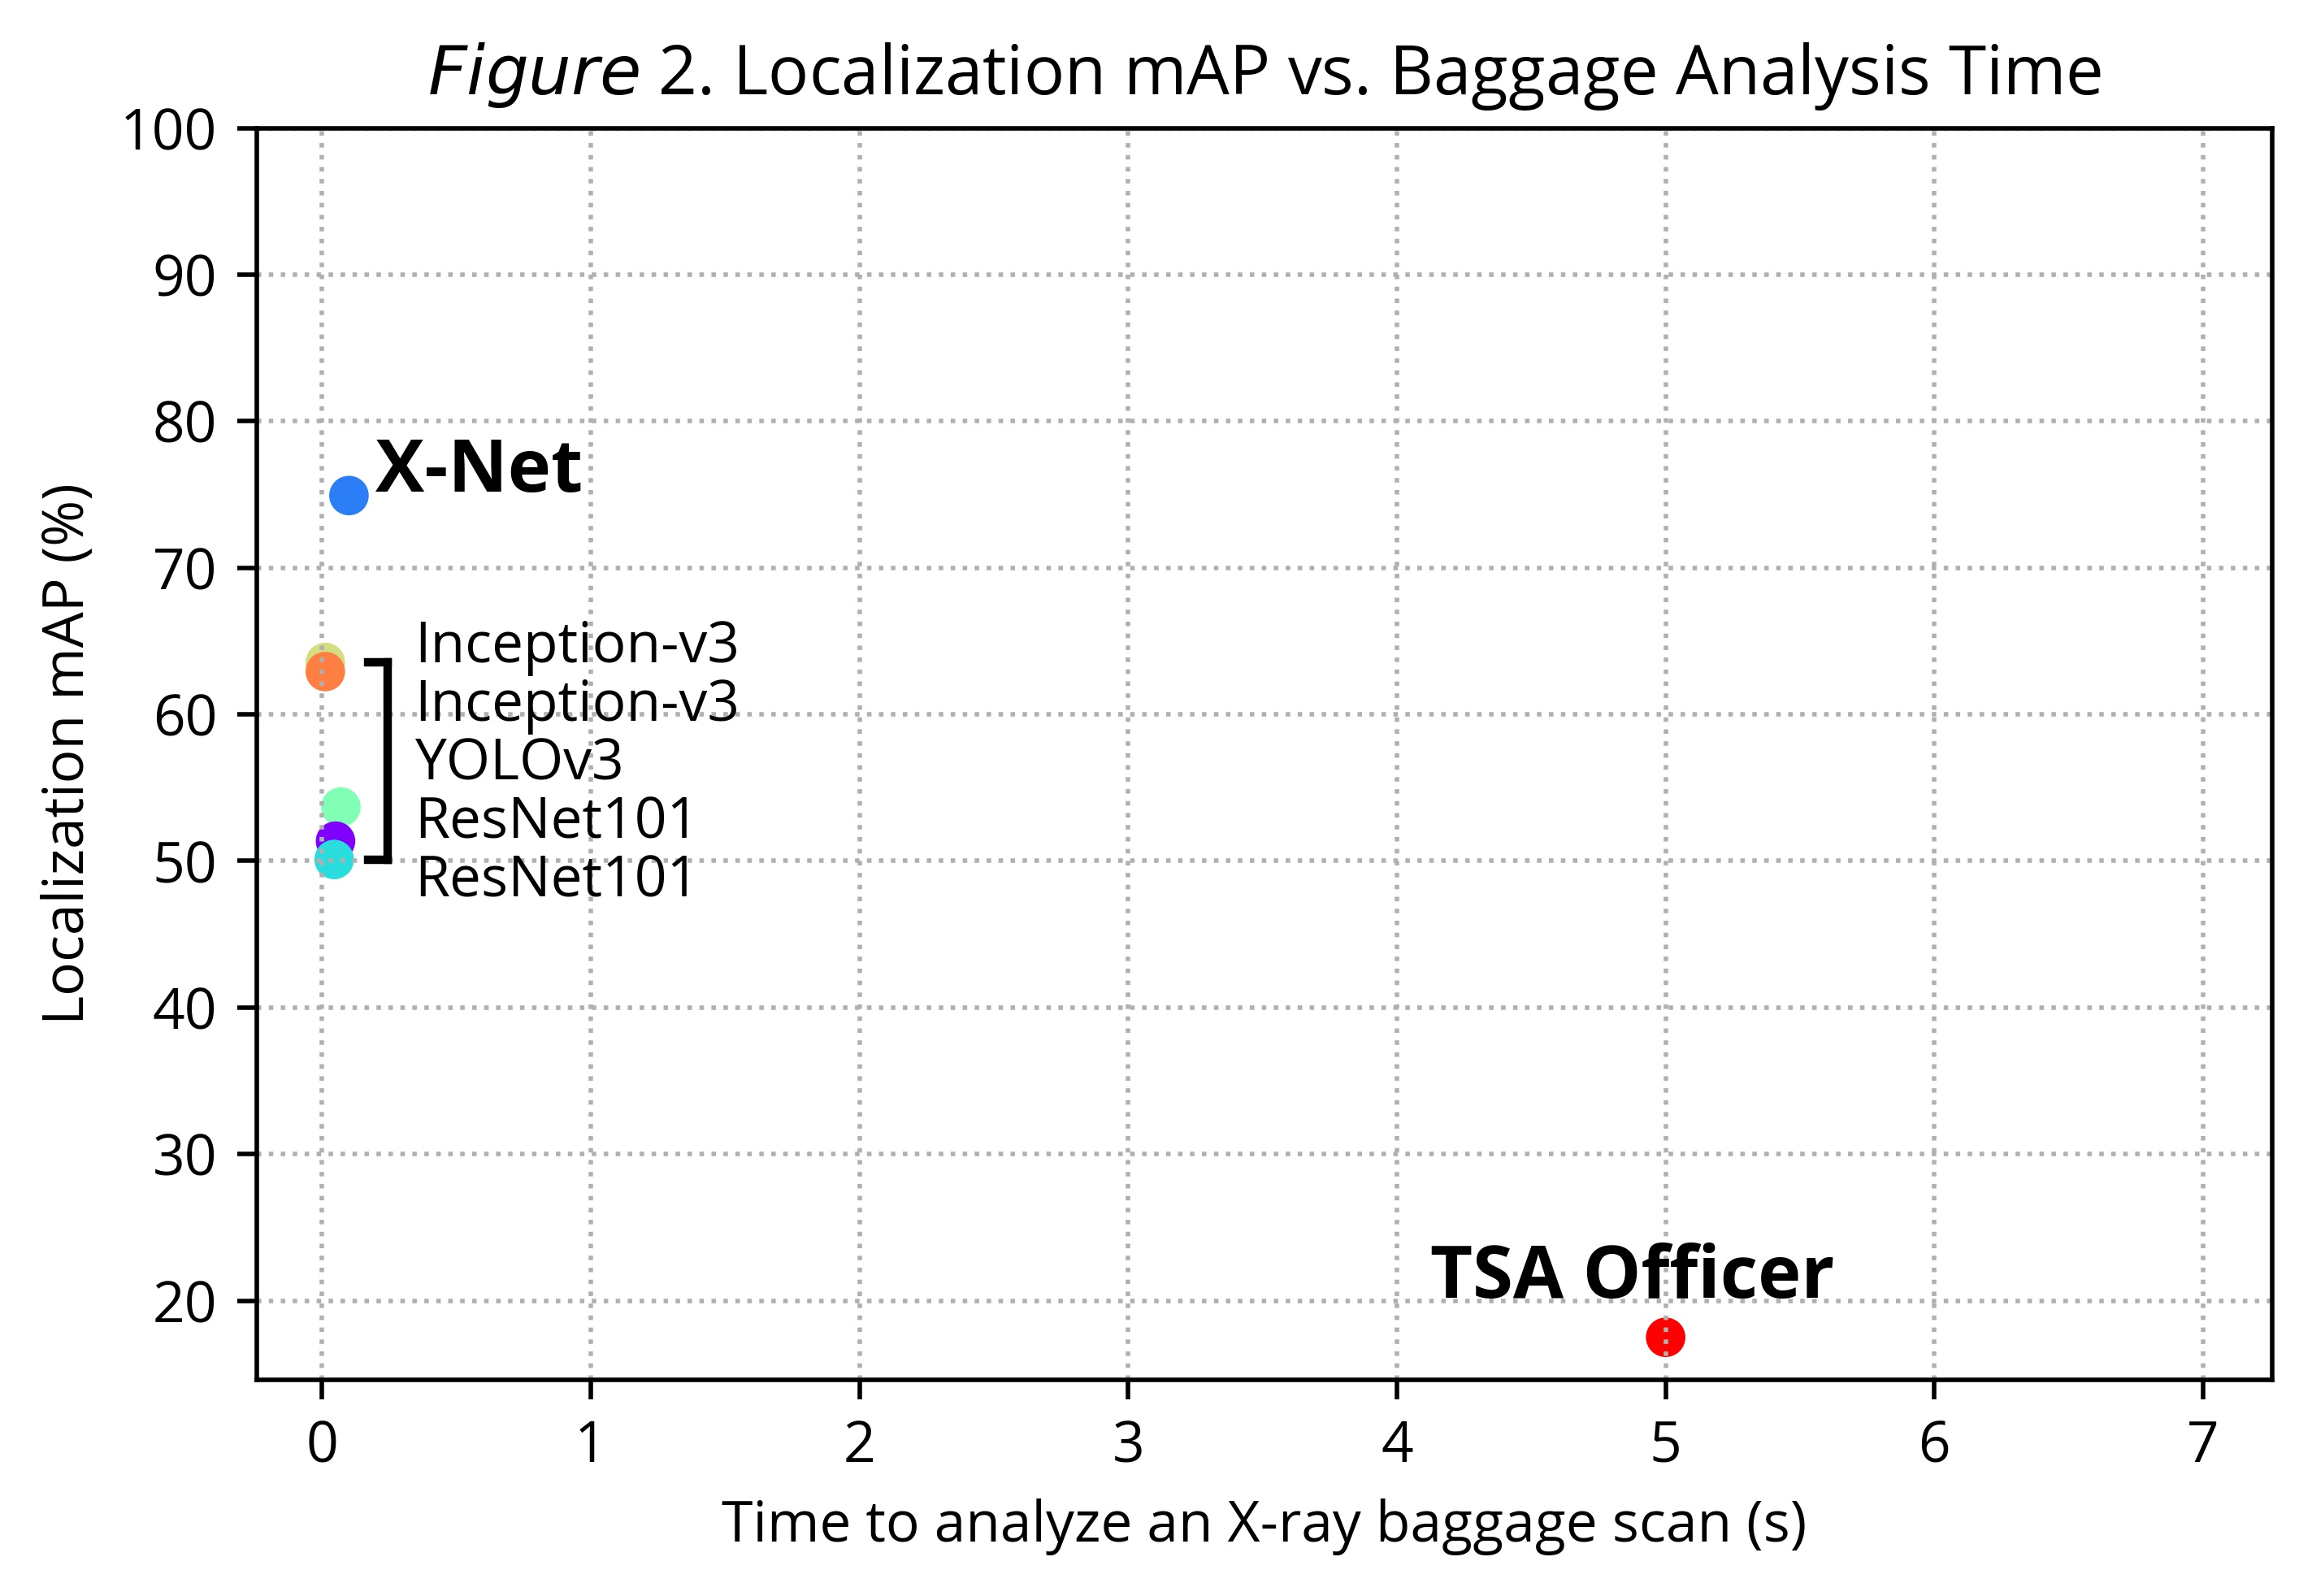 Figure 2. Localization mAP vs. Baggage Analysis Time
100
90
80
70
60
50
40
30
20
Localization mAP (%)
X-Net
Inception-v3
Inception-v3
YOLOv3
ResNet101
ResNet101
TSA Officer
0 1 2 3 4 5 6 7
Time to analyze an X-ray baggage scan (s)